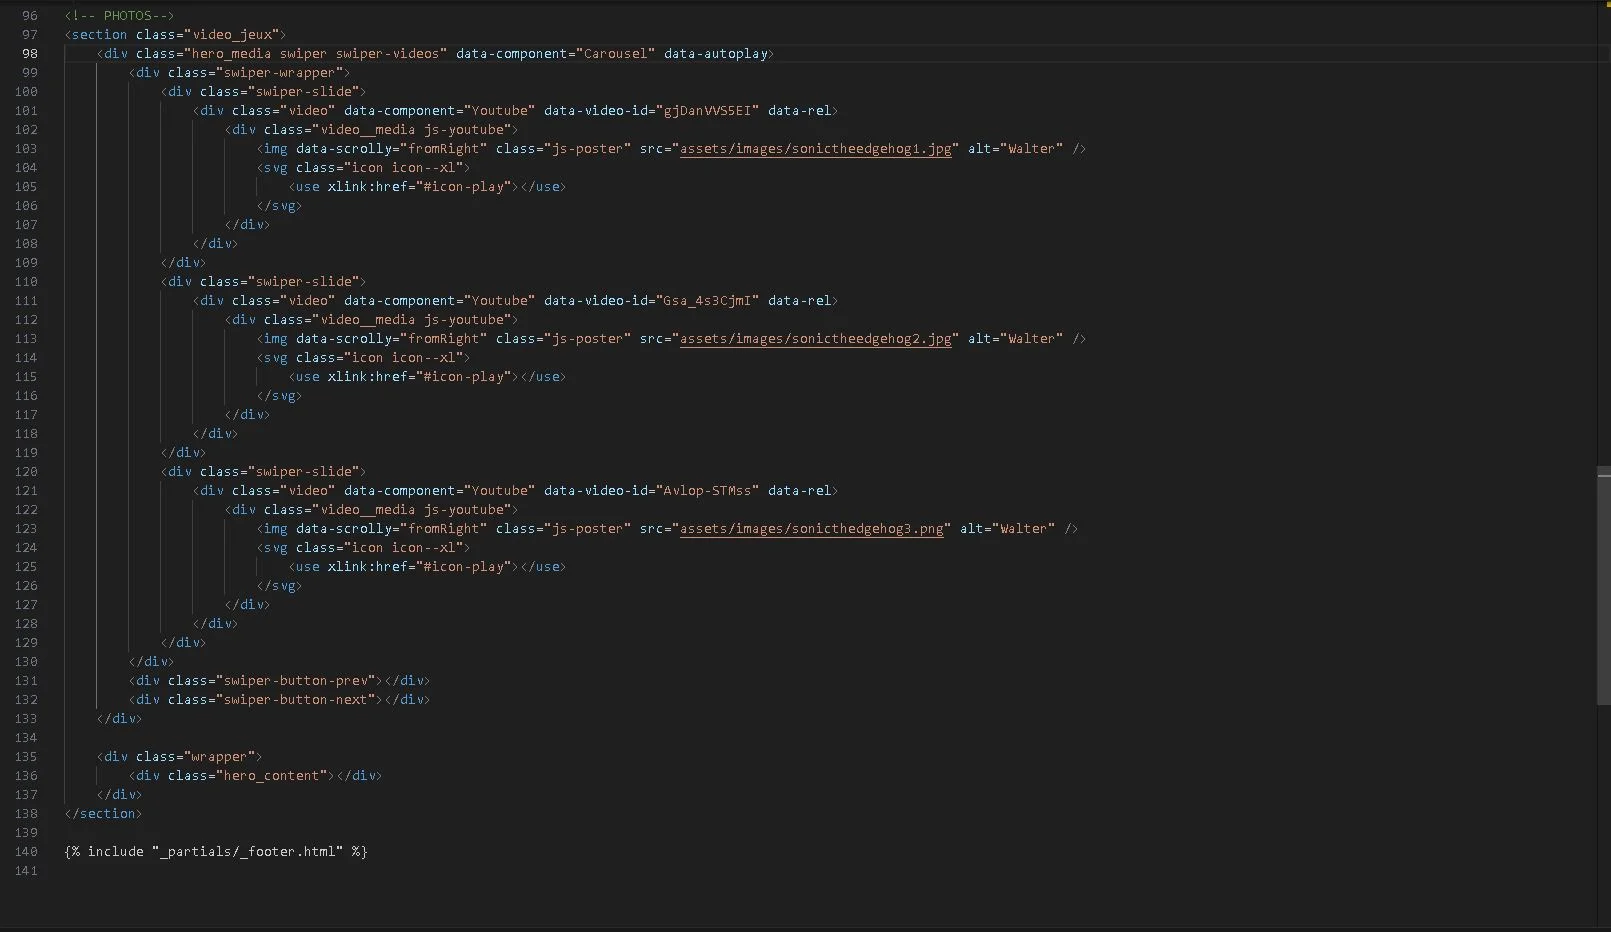 96 <!-- PHOTOS-->
97 <section class="video_jeux">
98 <div class="hero_media swiper swiper-videos" data-component="Carousel" data-autoplay>
99 <div class="swiper-wrapper">
100 <div class="swiper-slide">
101 <div class="video" data-component="Youtube" data-video-id="gjDanVVS5EI" data-rel>
102 <div class="video__media js-youtube">
103 <img data-scrolly="fromRight" class="js-poster" src="assets/images/sonictheedgehog1.jpg" alt="Walter" />
104 <svg class="icon icon--xl">
105 <use xlink:href="#icon-play"></use>
106 </svg>
107 </div>
108 </div>
109 </div>
110 <div class="swiper-slide">
111 <div class="video" data-component="Youtube" data-video-id="Gsa_4s3CjmI" data-rel>
112 <div class="video__media js-youtube">
113 <img data-scrolly="fromRight" class="js-poster" src="assets/images/sonictheedgehog2.jpg" alt="Walter" />
114 <svg class="icon icon--xl">
115 <use xlink:href="#icon-play"></use>
116 </svg>
117 </div>
118 </div>
119 </div>
120 <div class="swiper-slide">
121 <div class="video" data-component="Youtube" data-video-id="Avlop-STMss" data-rel>
122 <div class="video__media js-youtube">
123 <img data-scrolly="fromRight" class="js-poster" src="assets/images/sonicthedgehog3.png" alt="Walter" />
124 <svg class="icon icon--xl">
125 <use xlink:href="#icon-play"></use>
126 </svg>
127 </div>
128 </div>
129 </div>
130 </div>
131 <div class="swiper-button-prev"></div>
132 <div class="swiper-button-next"></div>
133 </div>
134
135 <div class="wrapper">
136 <div class="hero_content"></div>
137 </div>
138 </section>
139
140 {% include "_partials/_footer.html" %}
141